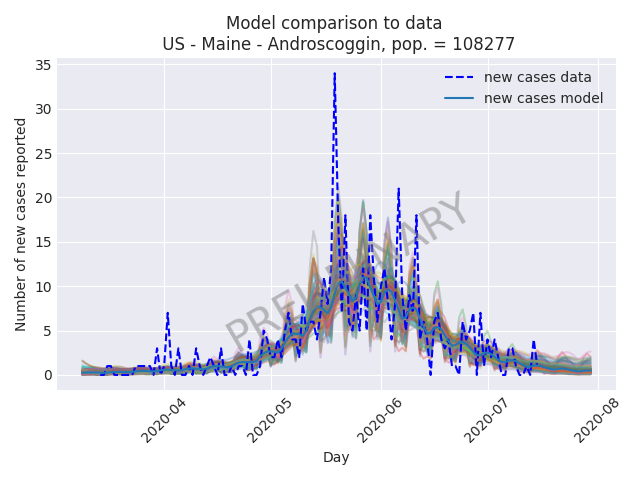 Model comparison to data
US - Maine - Androscoggin, pop. = 108277
35
30
25
20
15
10
5
0
Number of new cases reported
new cases data
new cases model
PRELIMINARY
2020-04
2020-05
2020-06
2020-07
2020-08
Day